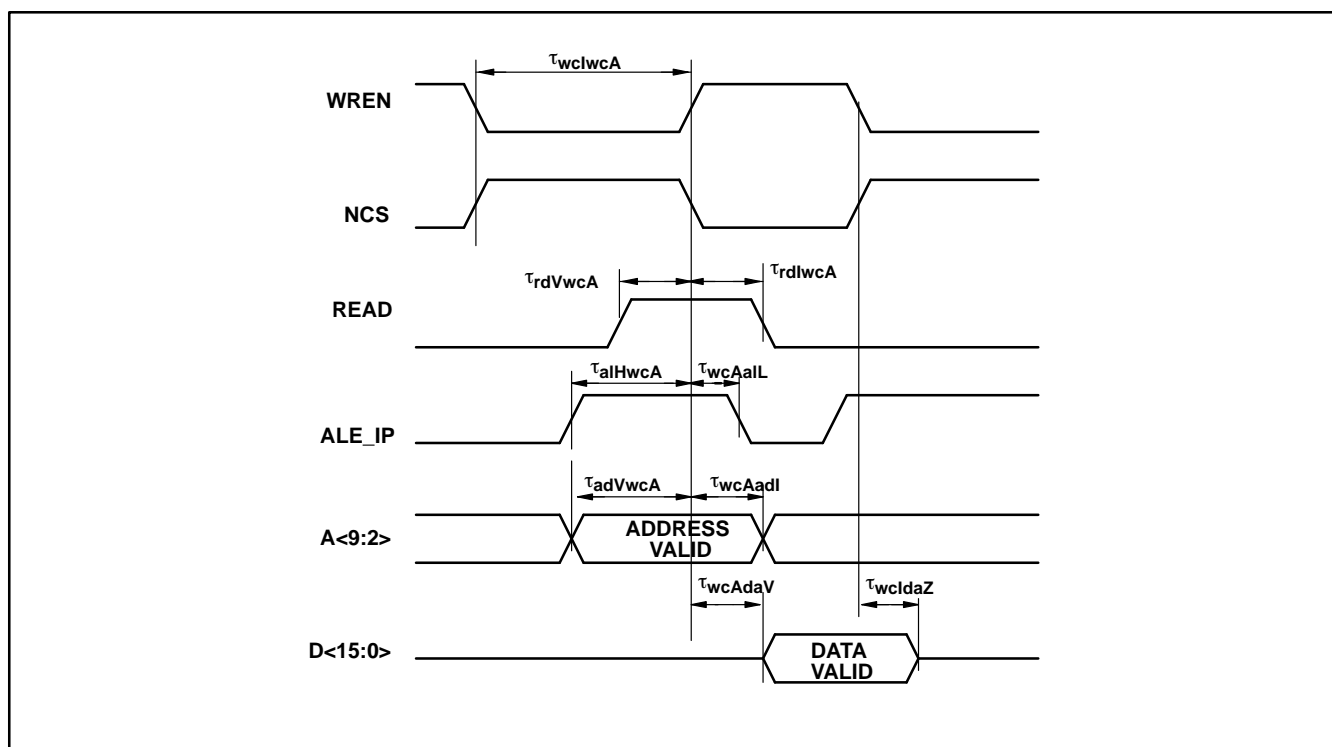 τwcIwcA
WREN
NCS
τrdVwcA
τrdIwcA
READ
τalHwcA
τwcAalL
ALE_IP
τadVwcA
τwcAadI
A<9:2>
ADDRESS
VALID
τwcAdaV
τwcIdaZ
D<15:0>
DATA
VALID